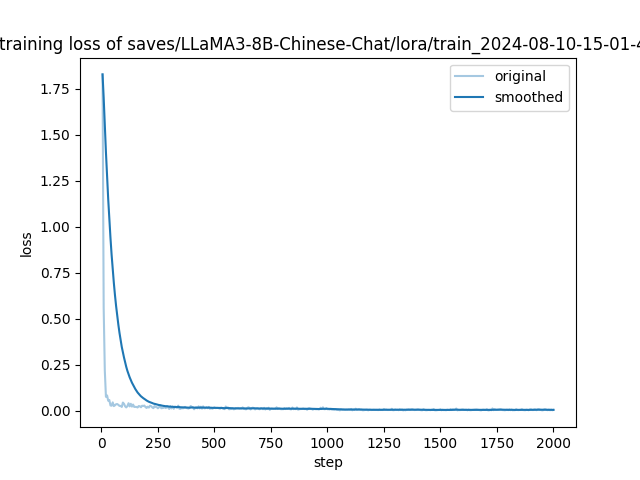 training loss of saves/LLaMA3-8B-Chinese-Chat/lora/train_2024-08-10-15-01-4
original
smoothed
1.75
1.50
1.25
1.00
0.75
0.50
0.25
0.00
loss
0 250 500 750 1000 1250 1500 1750 2000
step